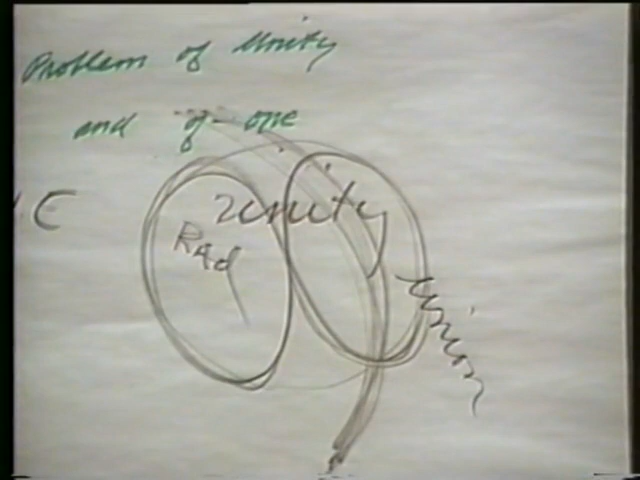 Problem of Unity
and of one
C
Unity
Rad
Union